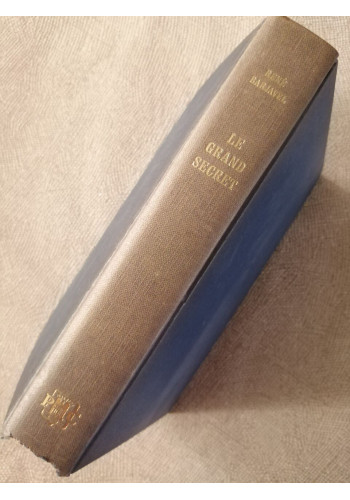 RENÉ
BARJAVEL
LE
GRAND
SECRET